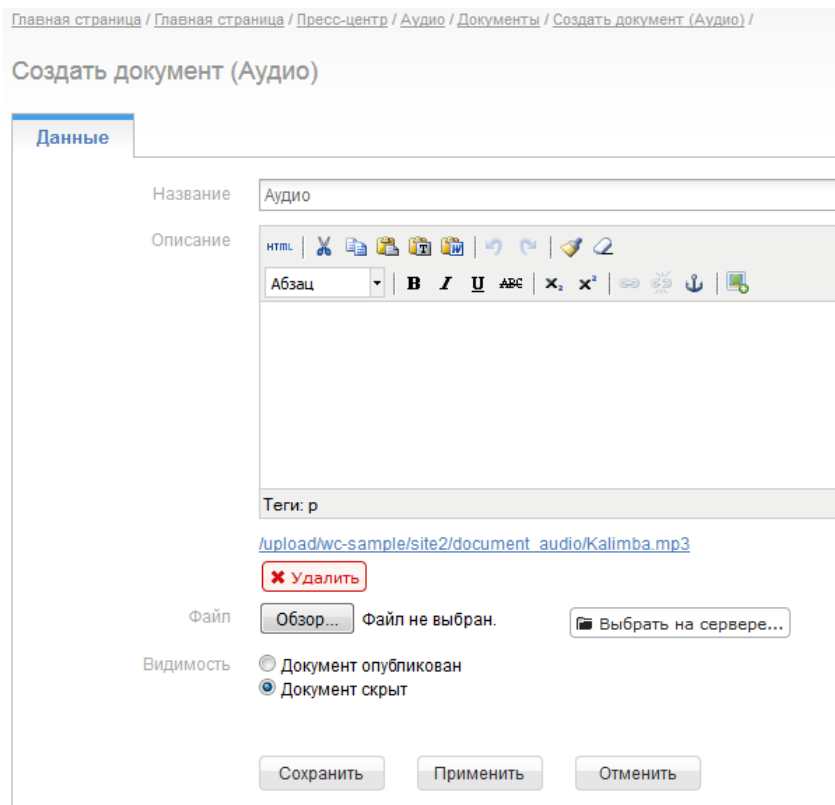 Главная страница / Главная страница / Пресс-центр / Аудио / Документы / Создать документ (Аудио) /
Создать документ (Аудио)
Данные
Название Аудио
Описание HTML
Абзац B I U ABC x₂ x²
Теги: p
/upload/wc-sample/site2/document_audio/Kalimba.mp3
Удалить
Файл Обзор... Файл не выбран. Выбрать на сервере...
Видимость Документ опубликован
Документ скрыт
Сохранить Применить Отменить